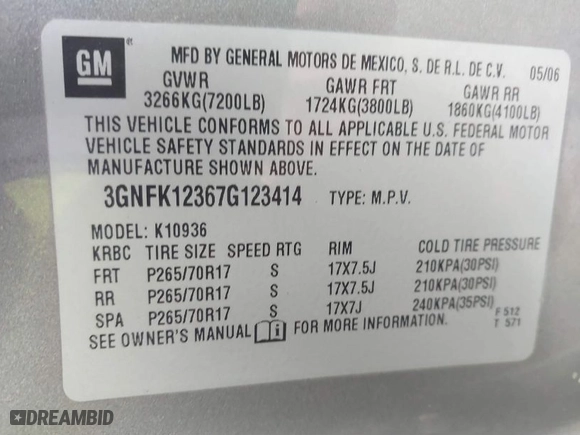 GM
MFD BY GENERAL MOTORS DE MEXICO, S. DE R.L. DE C.V. 05/06
GVWR GAWR FRT GAWR RR
3266KG(7200LB) 1724KG(3800LB) 1860KG(4100LB)
THIS VEHICLE CONFORMS TO ALL APPLICABLE U.S. FEDERAL MOTOR
VEHICLE SAFETY STANDARDS IN EFFECT ON THE DATE OF
MANUFACTURE SHOWN ABOVE.
3GNFK12367G123414 TYPE: M.P.V.
MODEL: K10936
KRBC TIRE SIZE SPEED RTG RIM COLD TIRE PRESSURE
FRT P265/70R17 S 17X7.5J 210KPA(30PSI)
RR P265/70R17 S 17X7.5J 210KPA(30PSI)
SPA P265/70R17 S 17X7J 240KPA(35PSI)
F 512
T 571
SEE OWNER'S MANUAL i FOR MORE INFORMATION.
DREAMBID